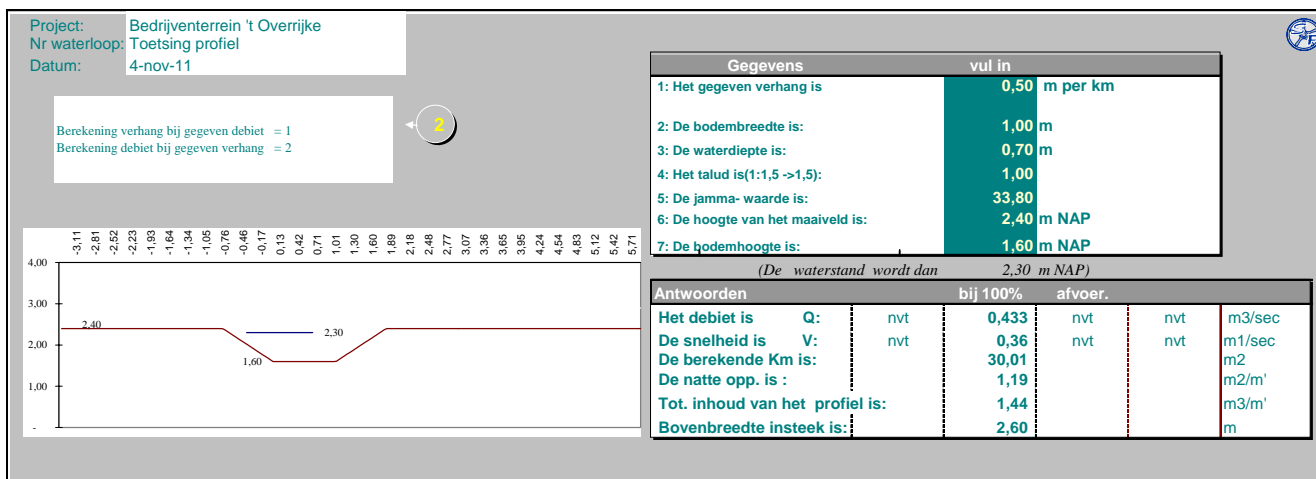 Project: Bedrijventerrein 't Overrijke
Nr waterloop: Toetsing profiel
Datum: 4-nov-11
Berekening verhang bij gegeven debiet = 1
Berekening debiet bij gegeven verhang = 2
2
Gegevens vul in
1: Het gegeven verhang is 0,50 m per km
2: De bodembreedte is: 1,00 m
3: De waterdiepte is: 0,70 m
4: Het talud is(1:1,5 ->1,5): 1,00
5: De jamma- waarde is: 33,80
6: De hoogte van het maaiveld is: 2,40 m NAP
7: De bodemhoogte is: 1,60 m NAP
(De waterstand wordt dan 2,30 m NAP)
-3,11 -2,81 -2,52 -2,23 -1,93 -1,64 -1,34 -1,05 -0,76 -0,46 -0,17 0,13 0,42 0,71 1,01 1,30 1,60 1,89 2,18 2,48 2,77 3,07 3,36 3,65 3,95 4,24 4,54 4,83 5,12 5,42 5,71
4,00
3,00
2,00
1,00
-
2,40
2,30
1,60
Antwoorden bij 100% afvoer.
Het debiet is Q: nvt 0,433 nvt nvt m3/sec
De snelheid is V: nvt 0,36 nvt nvt m1/sec
De berekende Km is: 30,01 m2
De natte opp. is : 1,19 m2/m'
Tot. inhoud van het profiel is: 1,44 m3/m'
Bovenbreedte insteek is: 2,60 m